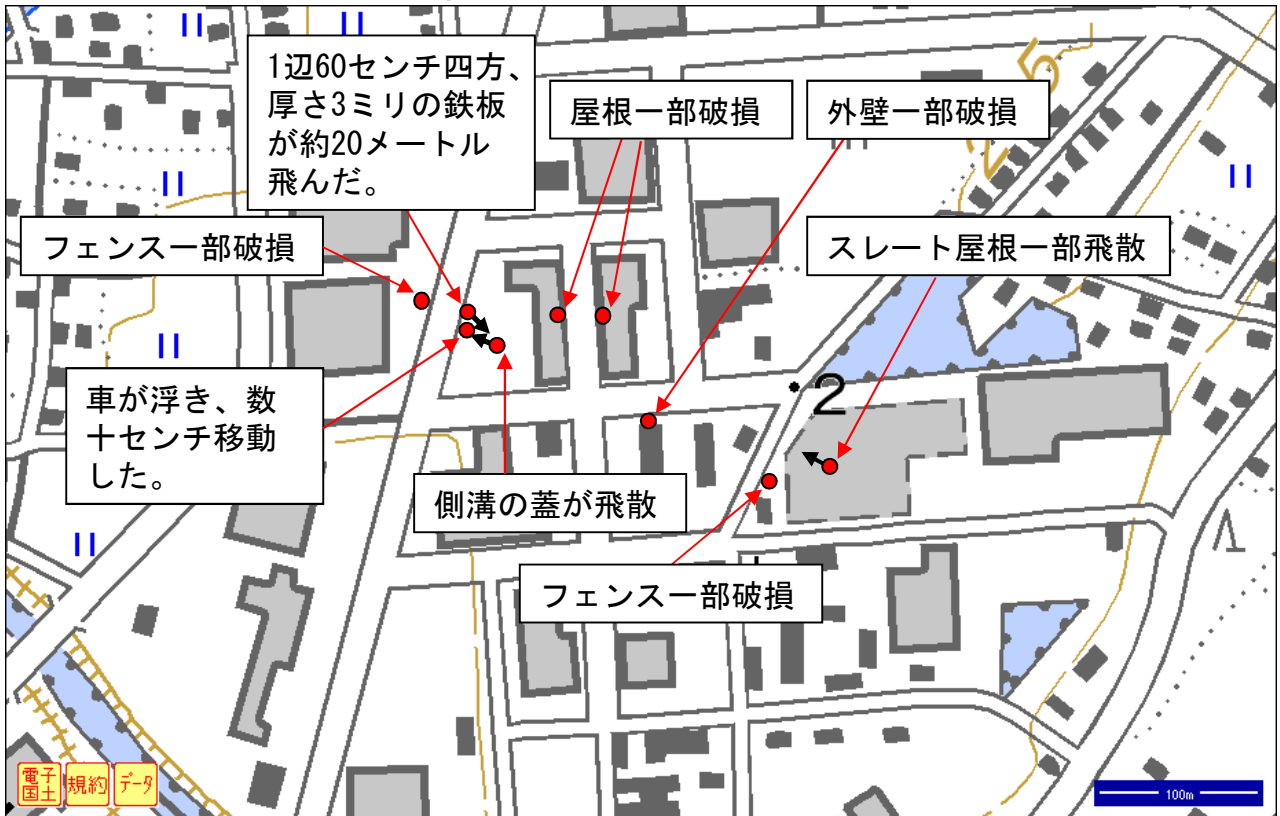 1辺60センチ四方、
厚さ3ミリの鉄板
が約20メートル
飛んだ。
屋根一部破損
外壁一部破損
フェンス一部破損
スレート屋根一部飛散
車が浮き、数
十センチ移動
した。
側溝の蓋が飛散
フェンス一部破損
25
2
電子
国土
規約
データ
100m